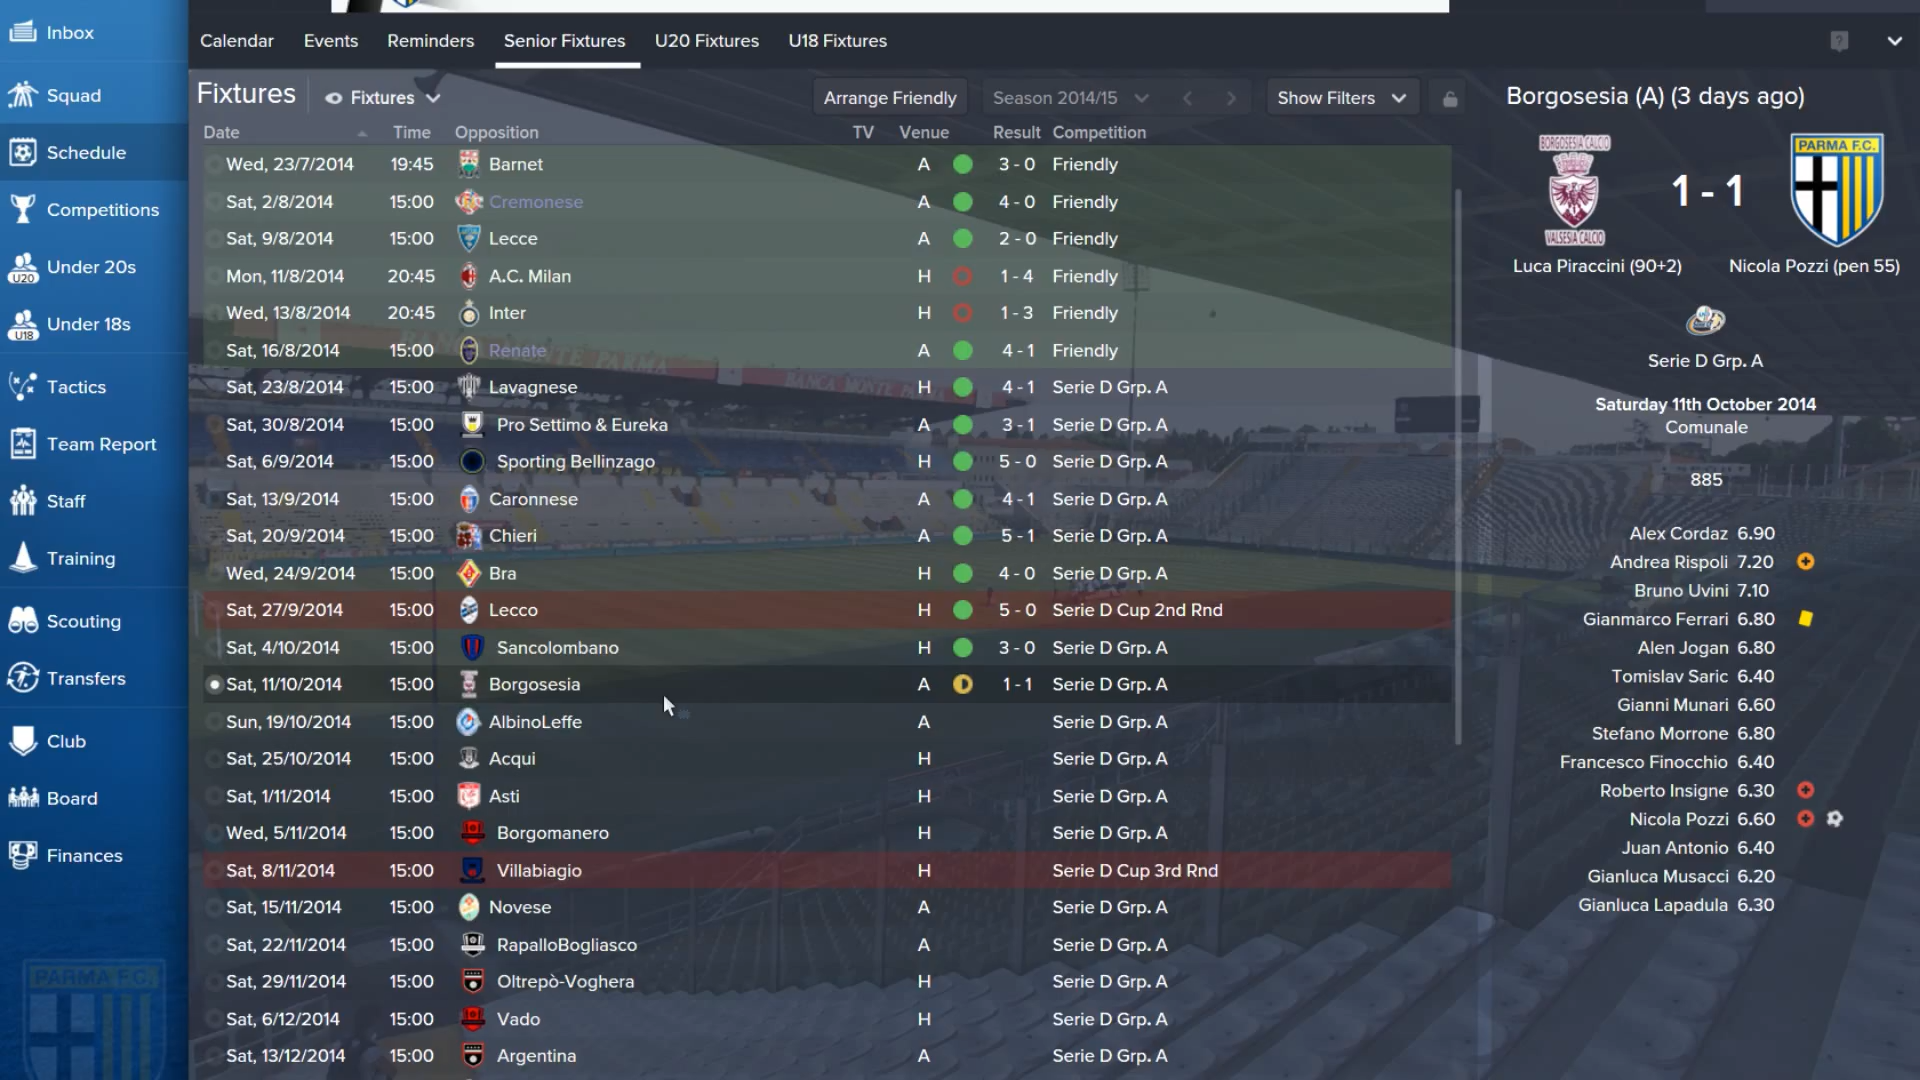 Inbox
Squad
Schedule
Competitions
U20 Under 20s
U18 Under 18s
Tactics
Team Report
Staff
Training
Scouting
Transfers
Club
Board
Finances
PARMA F.C.
Calendar Events Reminders Senior Fixtures U20 Fixtures U18 Fixtures ?
Fixtures Fixtures Arrange Friendly Season 2014/15 Show Filters
Date Time Opposition TV Venue Result Competition
Wed, 23/7/2014 19:45 Barnet A 3 - 0 Friendly
Sat, 2/8/2014 15:00 Cremonese A 4 - 0 Friendly
Sat, 9/8/2014 15:00 Lecce A 2 - 0 Friendly
Mon, 11/8/2014 20:45 A.C. Milan H 1 - 4 Friendly
Wed, 13/8/2014 20:45 Inter H 1 - 3 Friendly
Sat, 16/8/2014 15:00 Renate A 4 - 1 Friendly
Sat, 23/8/2014 15:00 Lavagnese H 4 - 1 Serie D Grp. A
Sat, 30/8/2014 15:00 Pro Settimo & Eureka A 3 - 1 Serie D Grp. A
Sat, 6/9/2014 15:00 Sporting Bellinzago H 5 - 0 Serie D Grp. A
Sat, 13/9/2014 15:00 Caronnese A 4 - 1 Serie D Grp. A
Sat, 20/9/2014 15:00 Chieri A 5 - 1 Serie D Grp. A
Wed, 24/9/2014 15:00 Bra H 4 - 0 Serie D Grp. A
Sat, 27/9/2014 15:00 Lecco H 5 - 0 Serie D Cup 2nd Rnd
Sat, 4/10/2014 15:00 Sancolombano H 3 - 0 Serie D Grp. A
Sat, 11/10/2014 15:00 Borgosesia A 1 - 1 Serie D Grp. A
Sun, 19/10/2014 15:00 AlbinoLeffe A Serie D Grp. A
Sat, 25/10/2014 15:00 Acqui H Serie D Grp. A
Sat, 1/11/2014 15:00 Asti H Serie D Grp. A
Wed, 5/11/2014 15:00 Borgomanero H Serie D Grp. A
Sat, 8/11/2014 15:00 Villabiagio H Serie D Cup 3rd Rnd
Sat, 15/11/2014 15:00 Novese A Serie D Grp. A
Sat, 22/11/2014 15:00 RapalloBogliasco A Serie D Grp. A
Sat, 29/11/2014 15:00 Oltrepò-Voghera H Serie D Grp. A
Sat, 6/12/2014 15:00 Vado H Serie D Grp. A
Sat, 13/12/2014 15:00 Argentina A Serie D Grp. A
Borgosesia (A) (3 days ago)
BORGOSESIA CALCIO
VALSESIA CALCIO
1 - 1
PARMA F.C.
Luca Piraccini (90+2) Nicola Pozzi (pen 55)
Serie D Grp. A
Saturday 11th October 2014
Comunale
885
Alex Cordaz 6.90
Andrea Rispoli 7.20
Bruno Uvini 7.10
Gianmarco Ferrari 6.80
Alen Jogan 6.80
Tomislav Saric 6.40
Gianni Munari 6.60
Stefano Morrone 6.80
Francesco Finocchio 6.40
Roberto Insigne 6.30
Nicola Pozzi 6.60
Juan Antonio 6.40
Gianluca Musacci 6.20
Gianluca Lapadula 6.30